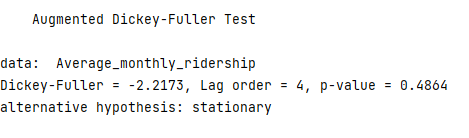 Augmented Dickey-Fuller Test
data:  Average_monthly_ridership
Dickey-Fuller = -2.2173, Lag order = 4, p-value = 0.4864
alternative hypothesis: stationary